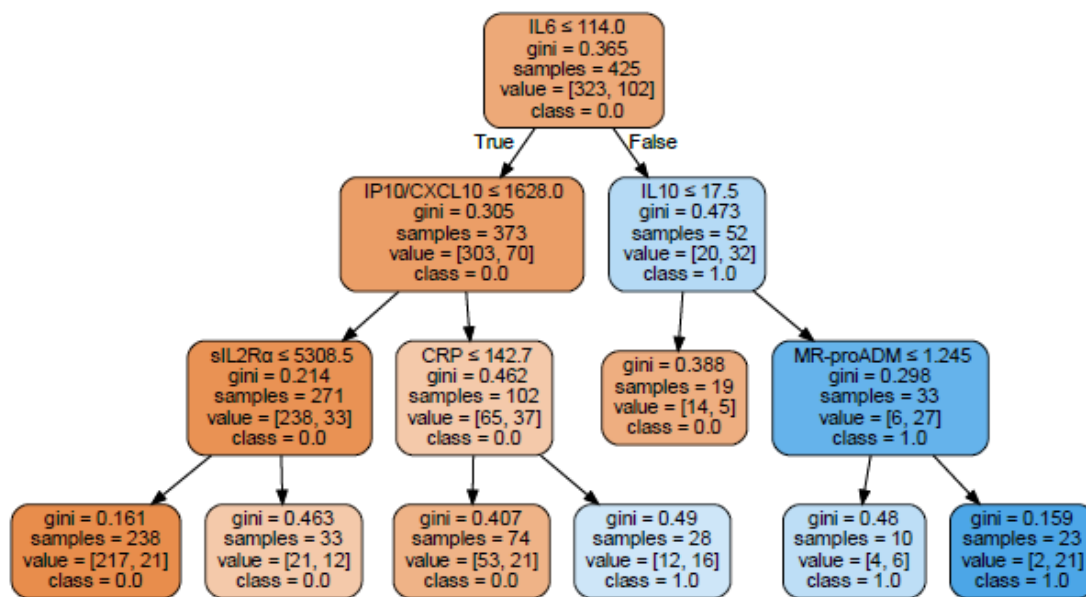 IL6 ≤ 114.0
gini = 0.365
samples = 425
value = [323, 102]
class = 0.0
True
False
IP10/CXCL10 ≤ 1628.0
gini = 0.305
samples = 373
value = [303, 70]
class = 0.0
IL10 ≤ 17.5
gini = 0.473
samples = 52
value = [20, 32]
class = 1.0
sIL2Rα ≤ 5308.5
gini = 0.214
samples = 271
value = [238, 33]
class = 0.0
CRP ≤ 142.7
gini = 0.462
samples = 102
value = [65, 37]
class = 0.0
gini = 0.388
samples = 19
value = [14, 5]
class = 0.0
MR-proADM ≤ 1.245
gini = 0.298
samples = 33
value = [6, 27]
class = 1.0
gini = 0.161
samples = 238
value = [217, 21]
class = 0.0
gini = 0.463
samples = 33
value = [21, 12]
class = 0.0
gini = 0.407
samples = 74
value = [53, 21]
class = 0.0
gini = 0.49
samples = 28
value = [12, 16]
class = 1.0
gini = 0.48
samples = 10
value = [4, 6]
class = 1.0
gini = 0.159
samples = 23
value = [2, 21]
class = 1.0